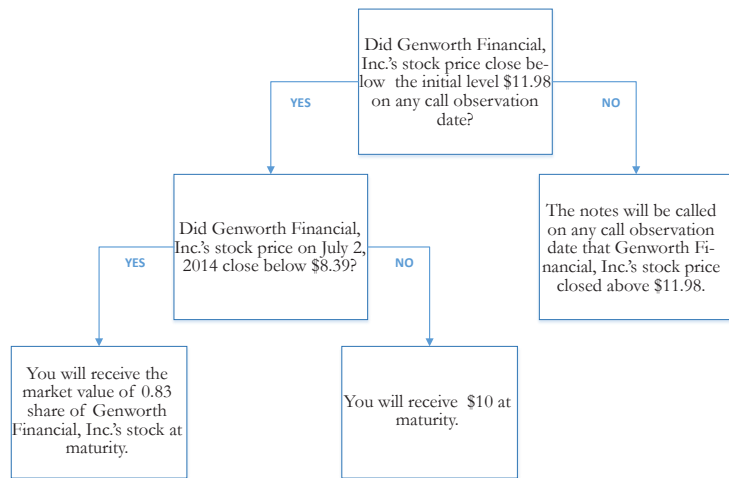 Did Genworth Financial,
Inc.'s stock price close be-
low the initial level $11.98
on any call observation
date?
YES
NO
Did Genworth Financial,
Inc.'s stock price on July 2,
2014 close below $8.39?
The notes will be called
on any call observation
date that Genworth Fi-
nancial, Inc.'s stock price
closed above $11.98.
YES
NO
You will receive the
market value of 0.83
share of Genworth
Financial, Inc.'s stock at
maturity.
You will receive $10 at
maturity.